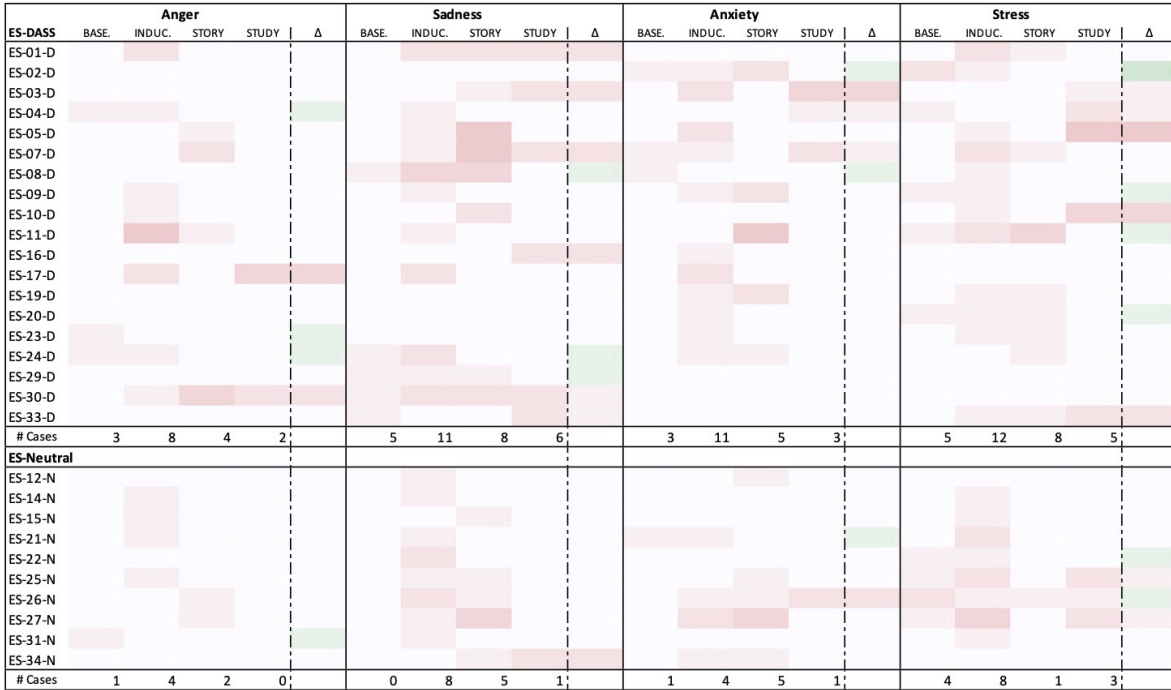 Anger Sadness Anxiety Stress
ES-DASS BASE. INDUC. STORY STUDY Δ BASE. INDUC. STORY STUDY Δ BASE. INDUC. STORY STUDY Δ BASE. INDUC. STORY STUDY Δ
ES-01-D
ES-02-D
ES-03-D
ES-04-D
ES-05-D
ES-07-D
ES-08-D
ES-09-D
ES-10-D
ES-11-D
ES-16-D
ES-17-D
ES-19-D
ES-20-D
ES-23-D
ES-24-D
ES-29-D
ES-30-D
ES-33-D
# Cases 3 8 4 2 5 11 8 6 3 11 5 3 5 12 8 5
ES-Neutral
ES-12-N
ES-14-N
ES-15-N
ES-21-N
ES-22-N
ES-25-N
ES-26-N
ES-27-N
ES-31-N
ES-34-N
# Cases 1 4 2 0 0 8 5 1 1 4 5 1 4 8 1 3